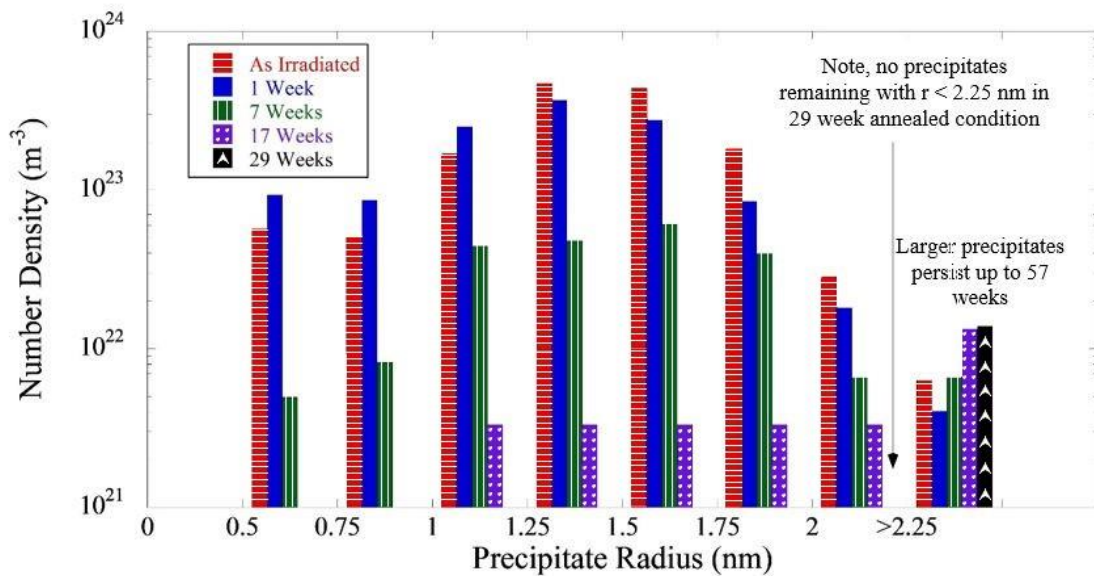 10^24
As Irradiated
1 Week
7 Weeks
17 Weeks
29 Weeks
Note, no precipitates
remaining with r < 2.25 nm in
29 week annealed condition
10^23
Larger precipitates
persist up to 57
weeks
10^22
10^21
Number Density (m^-3)
0 0.5 0.75 1 1.25 1.5 1.75 2 >2.25
Precipitate Radius (nm)